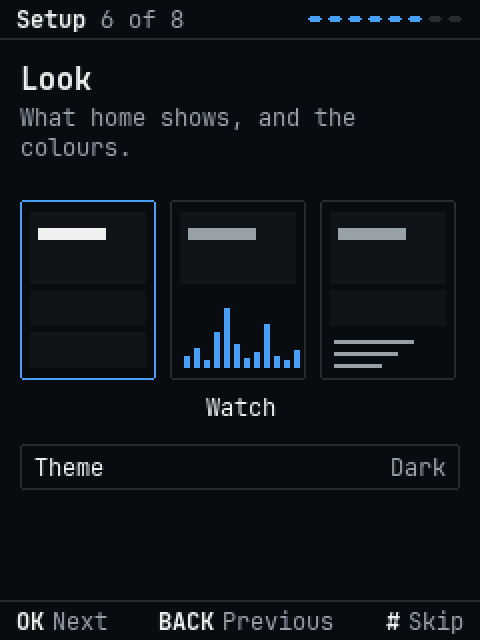 Setup 6 of 8
Look
What home shows, and the
colours.
Watch
Theme Dark
OK Next BACK Previous # Skip